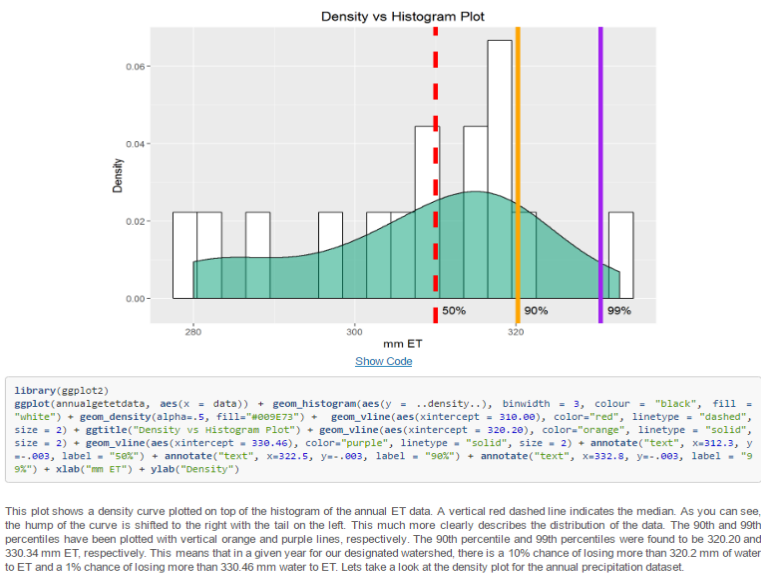 Density vs Histogram Plot
0.06
0.04
0.02
0.00
Density
50%
90%
99%
280
300
320
mm ET
Show Code
library(ggplot2)
ggplot(annualgetetdata, aes(x = data)) + geom_histogram(aes(y = ..density..), binwidth = 3, colour = "black", fill =
"white") + geom_density(alpha=.5, fill="#009E73") + geom_vline(aes(xintercept = 310.00), color="red", linetype = "dashed",
size = 2) + ggtitle("Density vs Histogram Plot") + geom_vline(aes(xintercept = 320.20), color="orange", linetype = "solid",
size = 2) + geom_vline(aes(xintercept = 330.46), color="purple", linetype = "solid", size = 2) + annotate("text", x=312.3, y
=-.003, label = "50%") + annotate("text", x=322.5, y=-.003, label = "90%") + annotate("text", x=332.8, y=-.003, label = "9
9%") + xlab("mm ET") + ylab("Density")
This plot shows a density curve plotted on top of the histogram of the annual ET data. A vertical red dashed line indicates the median. As you can see,
the hump of the curve is shifted to the right with the tail on the left. This much more clearly describes the distribution of the data. The 90th and 99th
percentiles have been plotted with vertical orange and purple lines, respectively. The 90th percentile and 99th percentiles were found to be 320.20 and
330.34 mm ET, respectively. This means that in a given year for our designated watershed, there is a 10% chance of losing more than 320.2 mm of water
to ET and a 1% chance of losing more than 330.46 mm water to ET. Lets take a look at the density plot for the annual precipitation dataset.